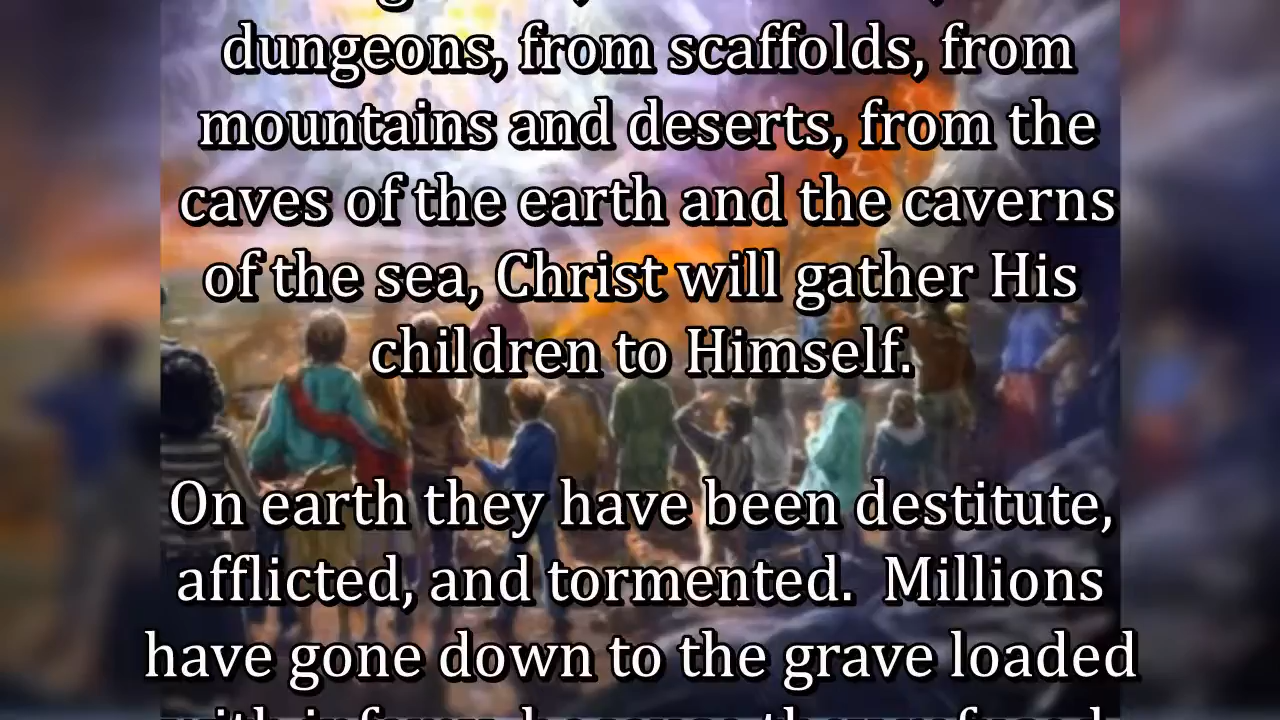 dungeons, from scaffolds, from
mountains and deserts, from the
caves of the earth and the caverns
of the sea, Christ will gather His
children to Himself.
On earth they have been destitute,
afflicted, and tormented. Millions
have gone down to the grave loaded